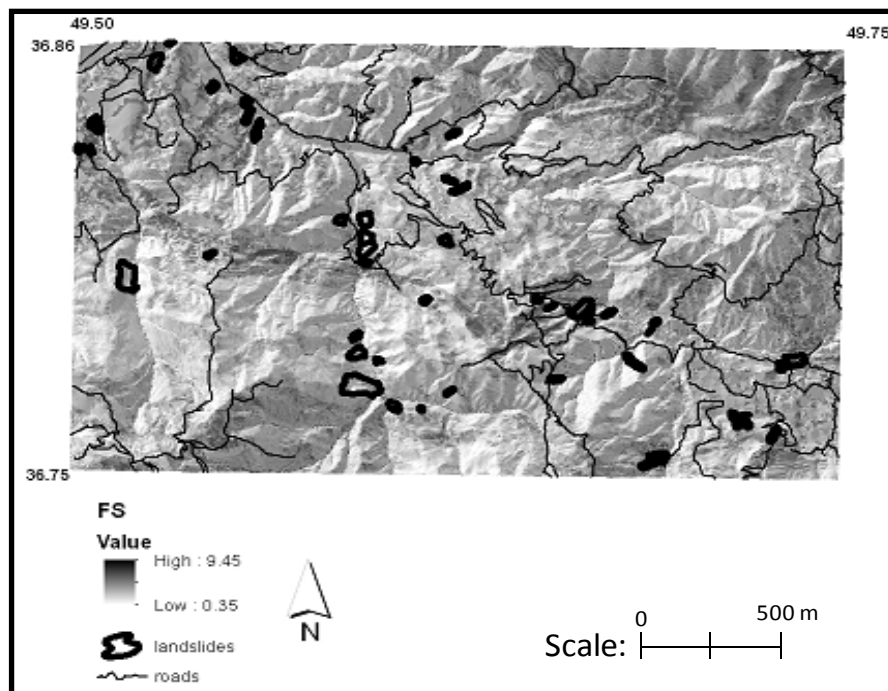 49.50
49.75
36.86
36.75
FS
Value
High : 9.45
Low : 0.35
landslides
roads
N
0
500 m
Scale: